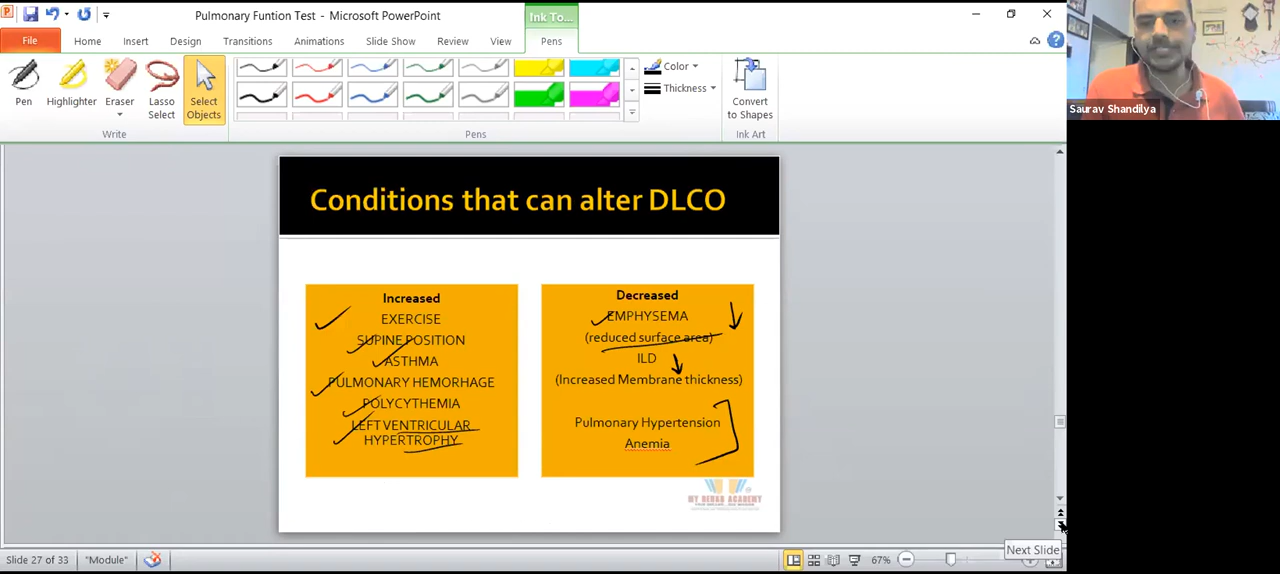 Pulmonary Funtion Test - Microsoft PowerPoint
Ink To...
File
Home
Insert
Design
Transitions
Animations
Slide Show
Review
View
Pens
Pen
Highlighter
Eraser
Lasso
Select
Select
Objects
Color
Thickness
Convert
to Shapes
Write
Pens
Ink Art
Saurav Shandilya
Conditions that can alter DLCO
Increased
EXERCISE
SUPINE POSITION
ASTHMA
PULMONARY HEMORHAGE
POLYCYTHEMIA
LEFT VENTRICULAR
HYPERTROPHY
Decreased
EMPHYSEMA
(reduced surface area)
ILD
(Increased Membrane thickness)
Pulmonary Hypertension
Anemia
Next Slide
Slide 27 of 33
"Module"
67%